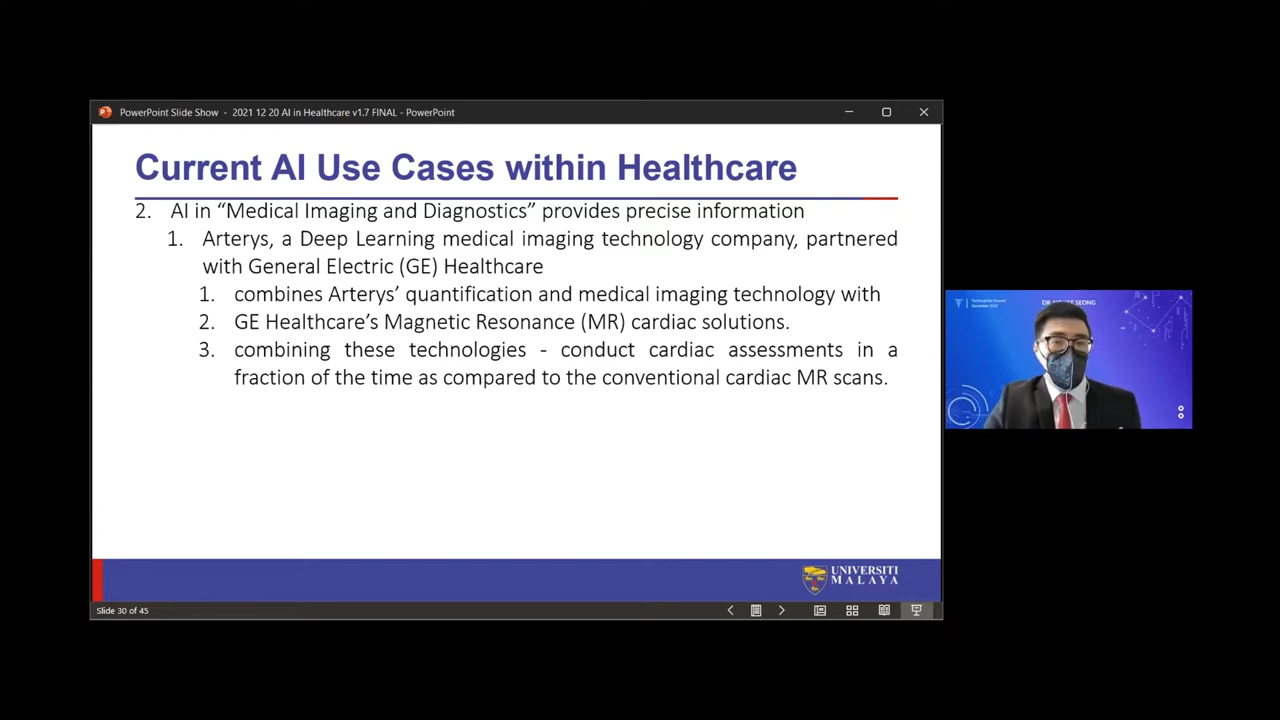 PowerPoint Slide Show - 2021 12 20 AI in Healthcare v1.7 FINAL - PowerPoint
Current AI Use Cases within Healthcare
2. AI in “Medical Imaging and Diagnostics” provides precise information
1. Arterys, a Deep Learning medical imaging technology company, partnered
with General Electric (GE) Healthcare
1. combines Arterys’ quantification and medical imaging technology with
2. GE Healthcare’s Magnetic Resonance (MR) cardiac solutions.
3. combining these technologies - conduct cardiac assessments in a
fraction of the time as compared to the conventional cardiac MR scans.
UNIVERSITI
MALAYA
Slide 30 of 45
December 2021
DR. SEONG